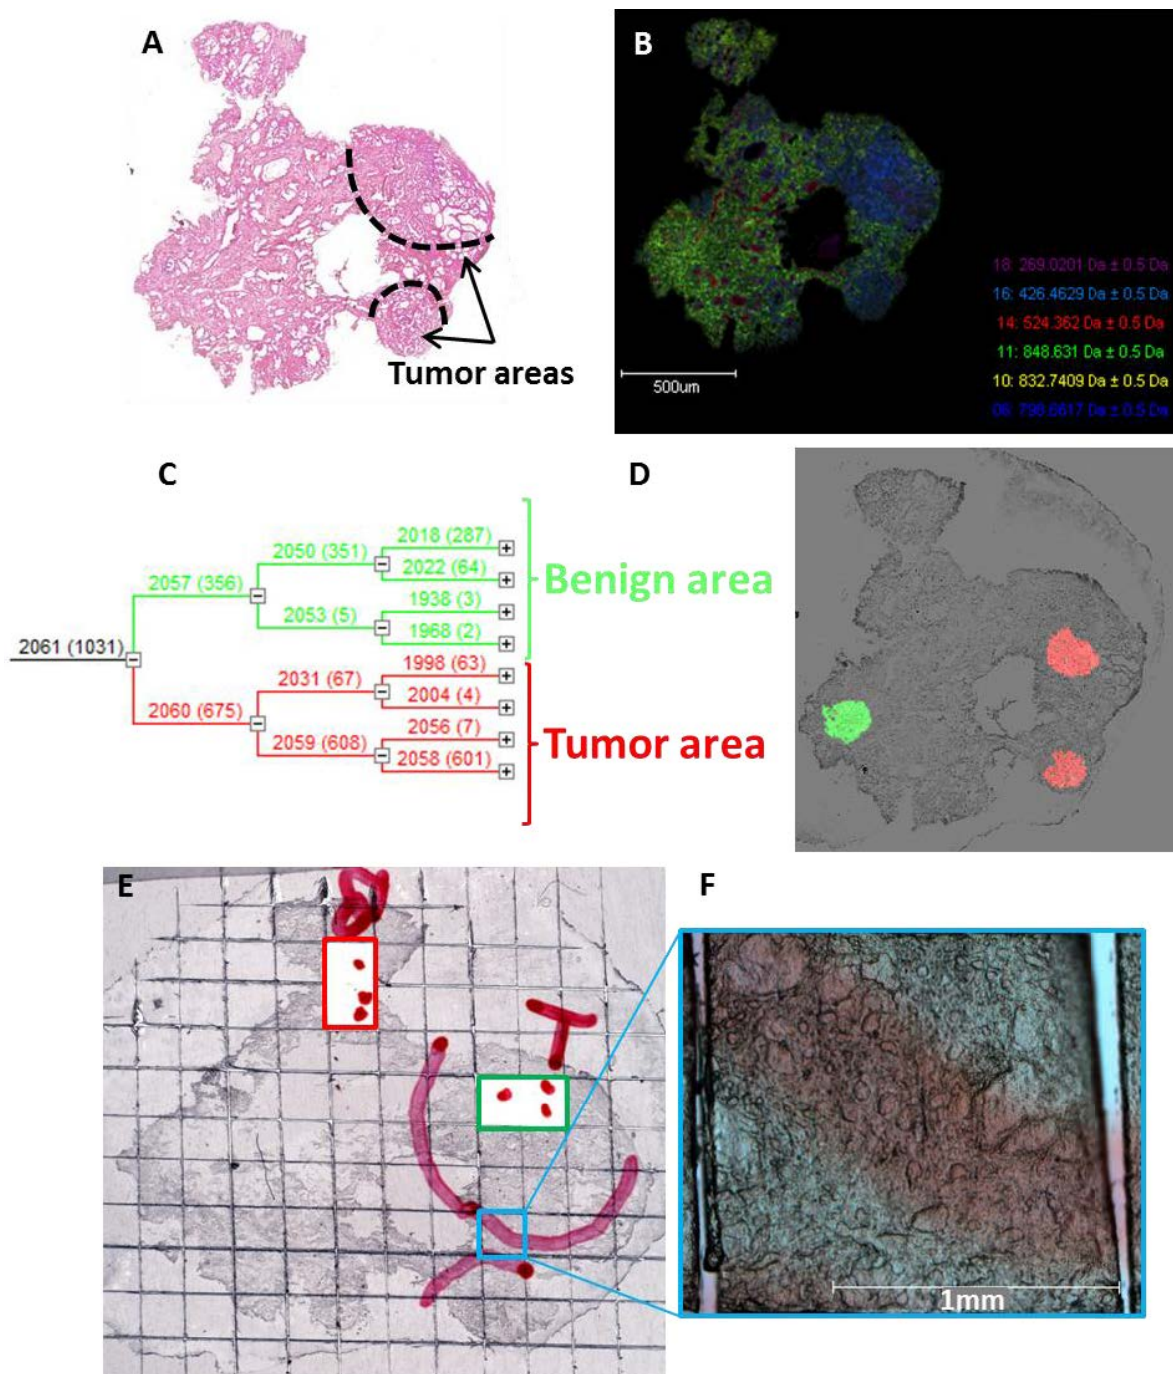 A
Tumor areas
B
18: 269.0201 Da ± 0.5 Da
16: 426.4629 Da ± 0.5 Da
14: 524.362 Da ± 0.5 Da
11: 848.631 Da ± 0.5 Da
10: 832.7409 Da ± 0.5 Da
± 0.5 Da
500um
C
2061 (1031)
2057 (356)
2050 (351)
2018 (287)
2022 (64)
2053 (5)
1938 (3)
1968 (2)
2060 (675)
2031 (67)
1998 (63)
2004 (4)
2059 (608)
2056 (7)
2058 (601)
Benign area
Tumor area
D
E
T
F
1mm